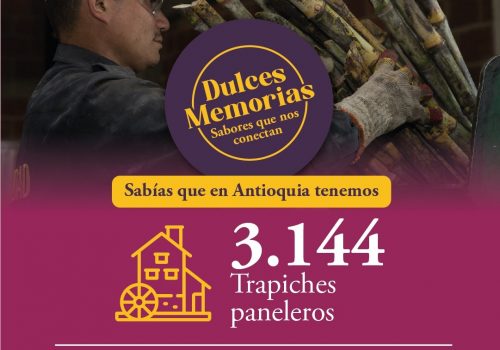 Dulces
Memorias
Sabores que nos
conectan
Sabías que en Antioquia tenemos
3.144
Trapiches
paneleros